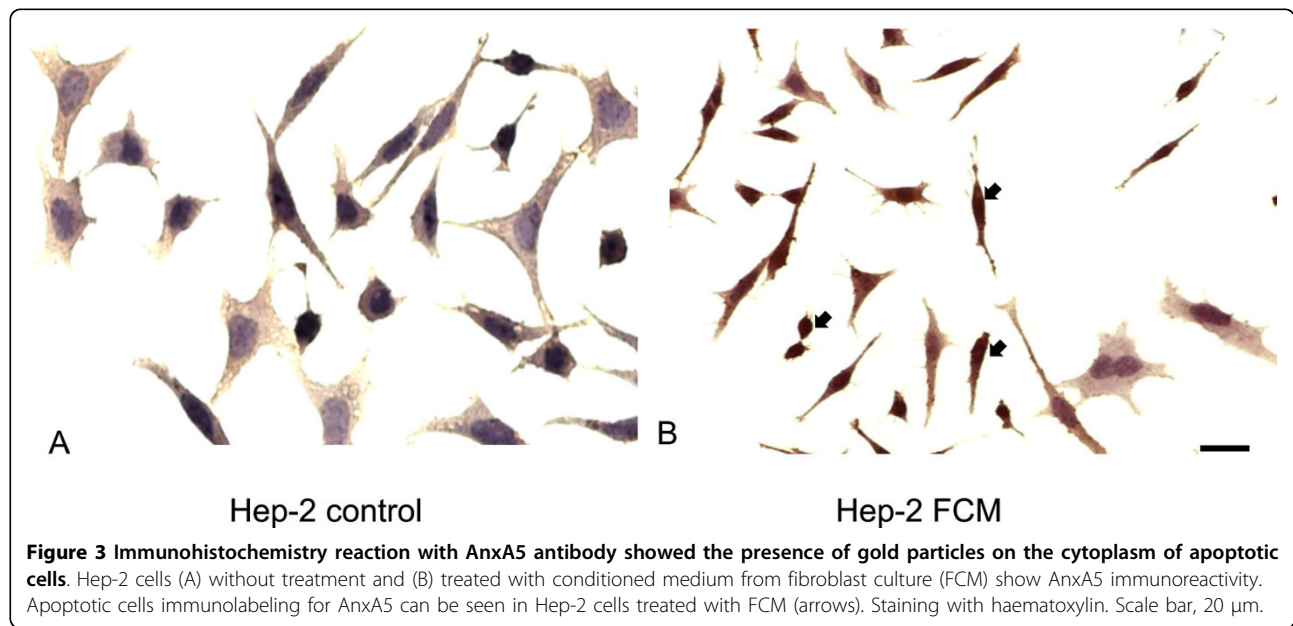 A
B
Hep-2 control
Hep-2 FCM
Figure 3 Immunohistochemistry reaction with AnxA5 antibody showed the presence of gold particles on the cytoplasm of apoptotic
cells. Hep-2 cells (A) without treatment and (B) treated with conditioned medium from fibroblast culture (FCM) show AnxA5 immunoreactivity.
Apoptotic cells immunolabeling for AnxA5 can be seen in Hep-2 cells treated with FCM (arrows). Staining with haematoxylin. Scale bar, 20 μm.